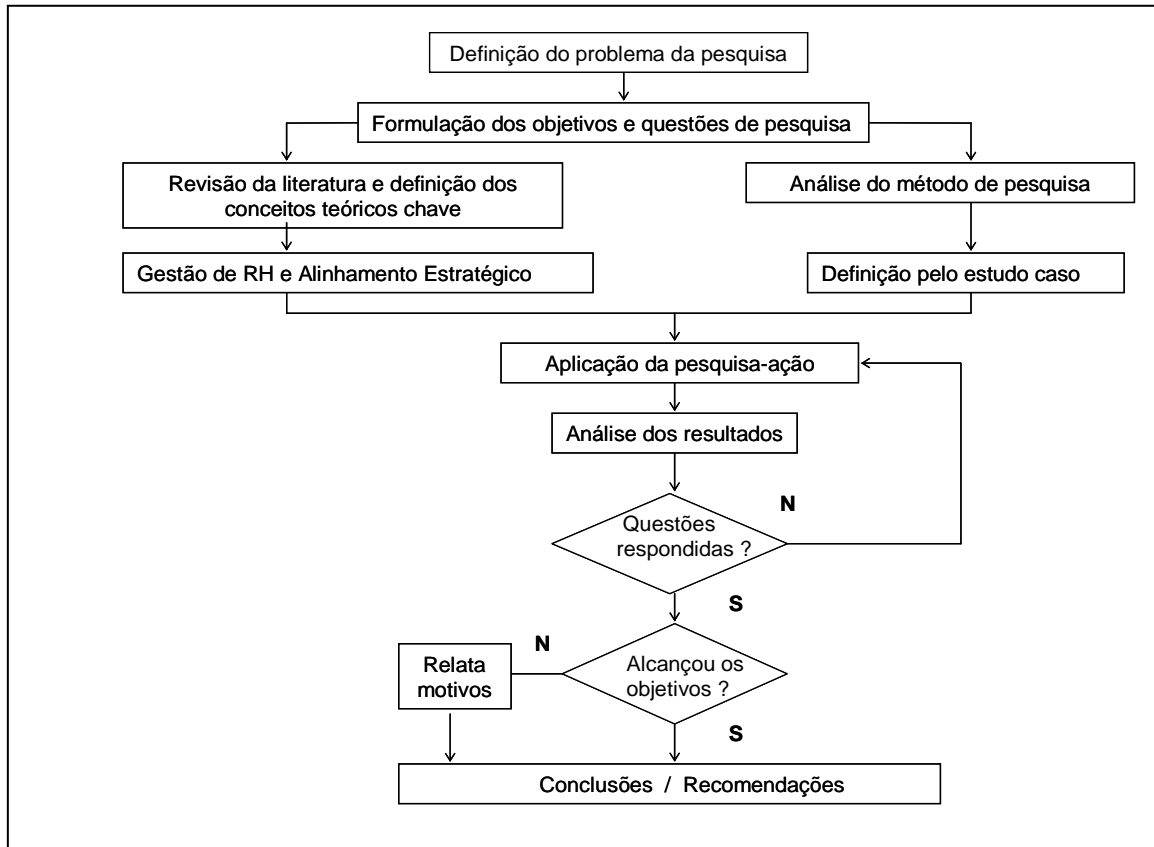 Definição do problema da pesquisa
Formulação dos objetivos e questões de pesquisa
Revisão da literatura e definição dos
conceitos teóricos chave
Análise do método de pesquisa
Gestão de RH e Alinhamento Estratégico
Definição pelo estudo caso
Aplicação da pesquisa-ação
Análise dos resultados
N
Questões
respondidas ?
S
N
Relata
motivos
Alcançou os
objetivos ?
S
Conclusões / Recomendações